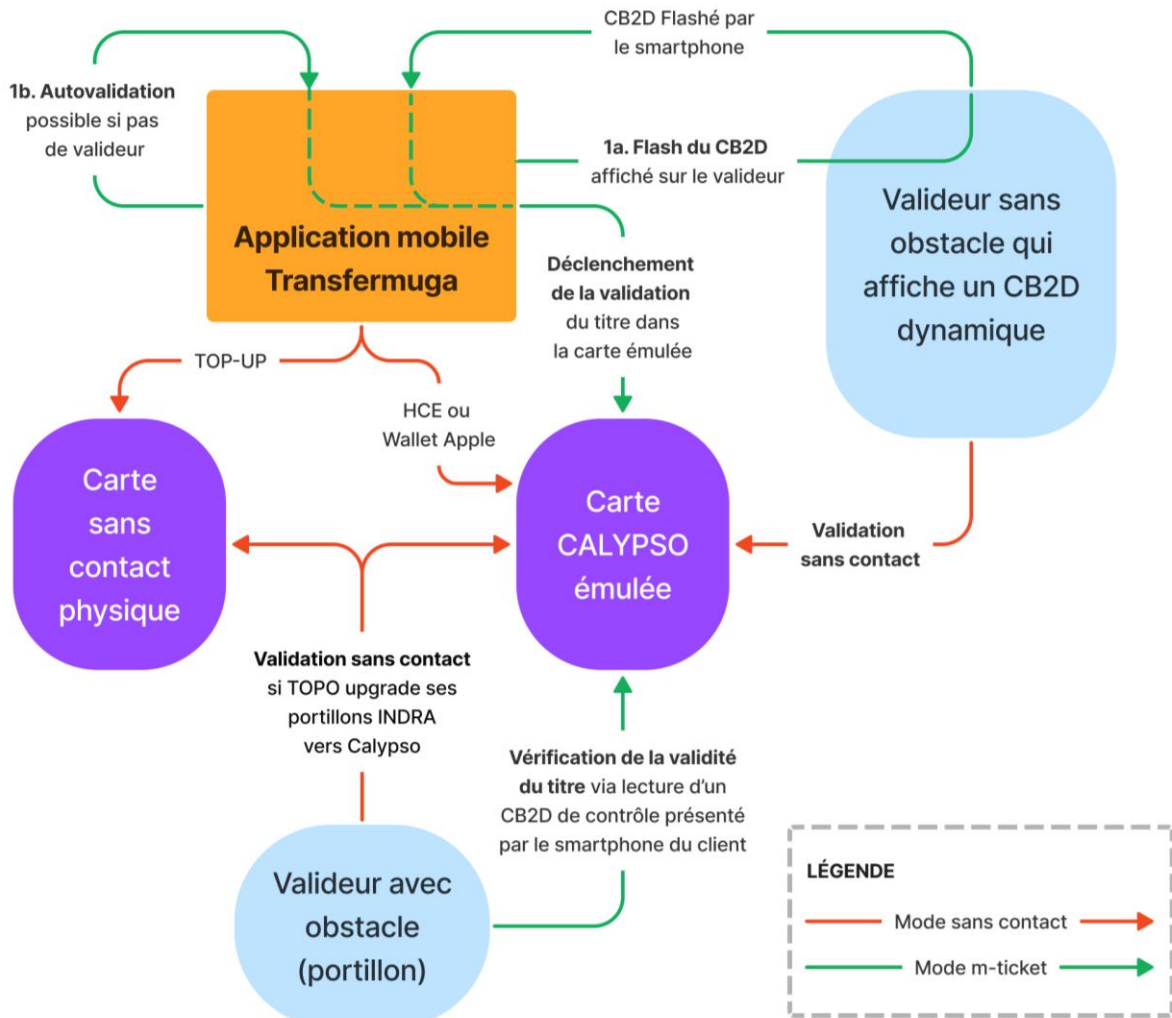 CB2D Flashé par
le smartphone
1b. Autovalidation
possible si pas
de valideur
1a. Flash du CB2D
affiché sur le valideur
Application mobile
Transfermuga
Valideur sans
obstacle qui
affiche un CB2D
dynamique
Déclenchement
de la validation
du titre dans
la carte émulée
TOP-UP
HCE ou
Wallet Apple
Carte
sans
contact
physique
Carte
CALYPSO
émulée
Validation
sans contact
Validation sans contact
si TOPO upgrade ses
portillons INDRA
vers Calypso
Vérification de la validité
du titre via lecture d’un
CB2D de contrôle présenté
par le smartphone du client
Valideur avec
obstacle
(portillon)
LÉGENDE
Mode sans contact
Mode m-ticket